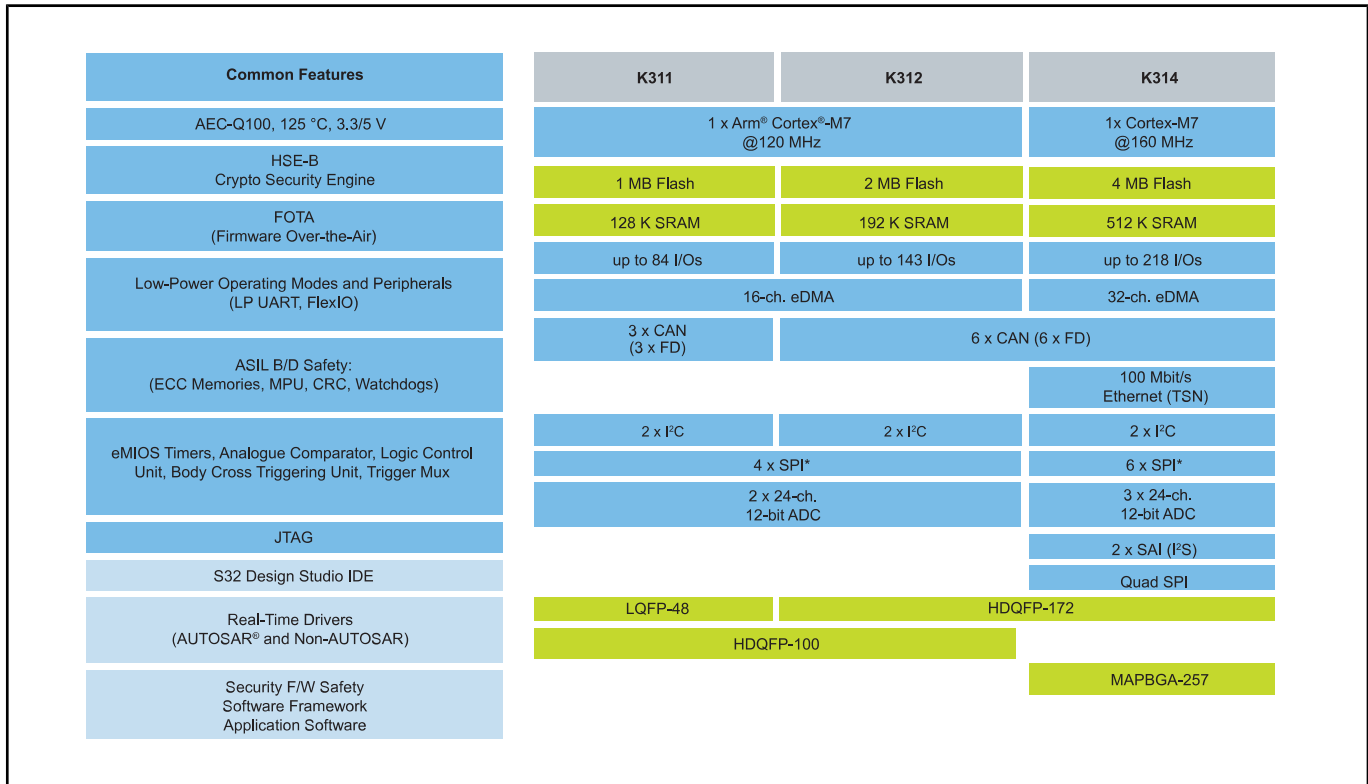 Common Features
AEC-Q100, 125 °C, 3.3/5 V
HSE-B
Crypto Security Engine
FOTA
(Firmware Over-the-Air)
Low-Power Operating Modes and Peripherals
(LP UART, FlexIO)
ASIL B/D Safety:
(ECC Memories, MPU, CRC, Watchdogs)
eMIOS Timers, Analogue Comparator, Logic Control
Unit, Body Cross Triggering Unit, Trigger Mux
JTAG
S32 Design Studio IDE
Real-Time Drivers
(AUTOSAR® and Non-AUTOSAR)
Security F/W Safety
Software Framework
Application Software
K311
K312
K314
1 x Arm® Cortex®-M7
@120 MHz
1x Cortex-M7
@160 MHz
1 MB Flash
2 MB Flash
4 MB Flash
128 K SRAM
192 K SRAM
512 K SRAM
up to 84 I/Os
up to 143 I/Os
up to 218 I/Os
16-ch. eDMA
32-ch. eDMA
3 x CAN
(3 x FD)
6 x CAN (6 x FD)
100 Mbit/s
Ethernet (TSN)
2 x I²C
2 x I²C
2 x I²C
4 x SPI*
6 x SPI*
2 x 24-ch.
12-bit ADC
3 x 24-ch.
12-bit ADC
2 x SAI (I²S)
Quad SPI
LQFP-48
HDQFP-172
HDQFP-100
MAPBGA-257